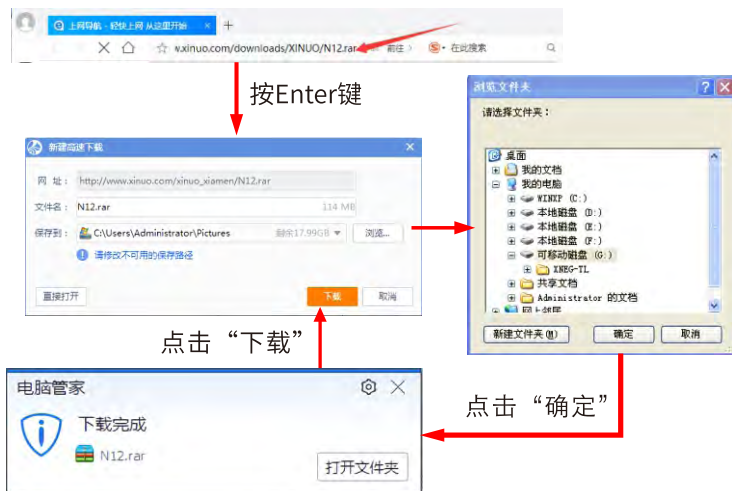 上网导航 - 轻快上网 从这里开始 × +
v.xinuo.com/downloads/XINUO/N12.rar 前往 在此搜索
按Enter键
新建高速下载 ×
网 址: http://www.xinuo.com/xinuo_xiamen/N12.rar
文件名: N12.rar 114 MB
保存到: C:\Users\Administrator\Pictures 剩余17.99GB 浏览...
请修改不可用的保存路径
直接打开 下载 取消
浏览文件夹 ? X
请选择文件夹:
桌面
我的文档
我的电脑
WINXP (C:)
本地磁盘 (D:)
本地磁盘 (E:)
本地磁盘 (F:)
可移动磁盘 (G:)
XNEG-TL
共享文档
Administrator 的文档
网上邻居
新建文件夹(M) 确定 取消
点击“下载”
点击“确定”
电脑管家
下载完成
N12.rar
打开文件夹